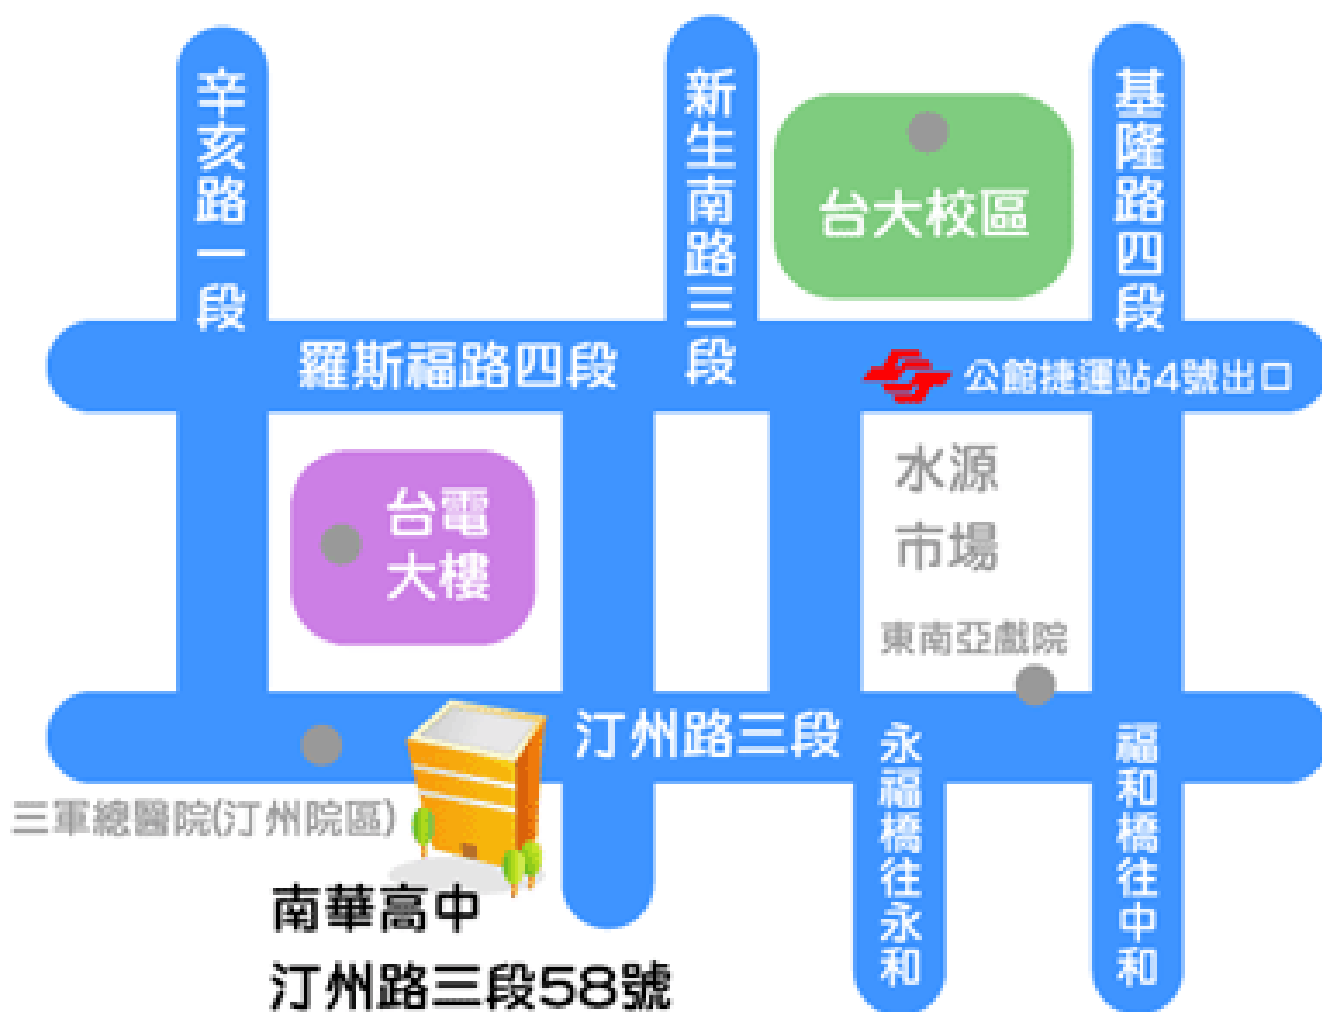 辛亥路一段
新生南路三段
基隆路四段
台大校區
羅斯福路四段
公館捷運站4號出口
台電
大樓
水源
市場
東南亞戲院
汀州路三段
永福橋往永和
福和橋往中和
三軍總醫院(汀州院區)
南華高中
汀州路三段58號